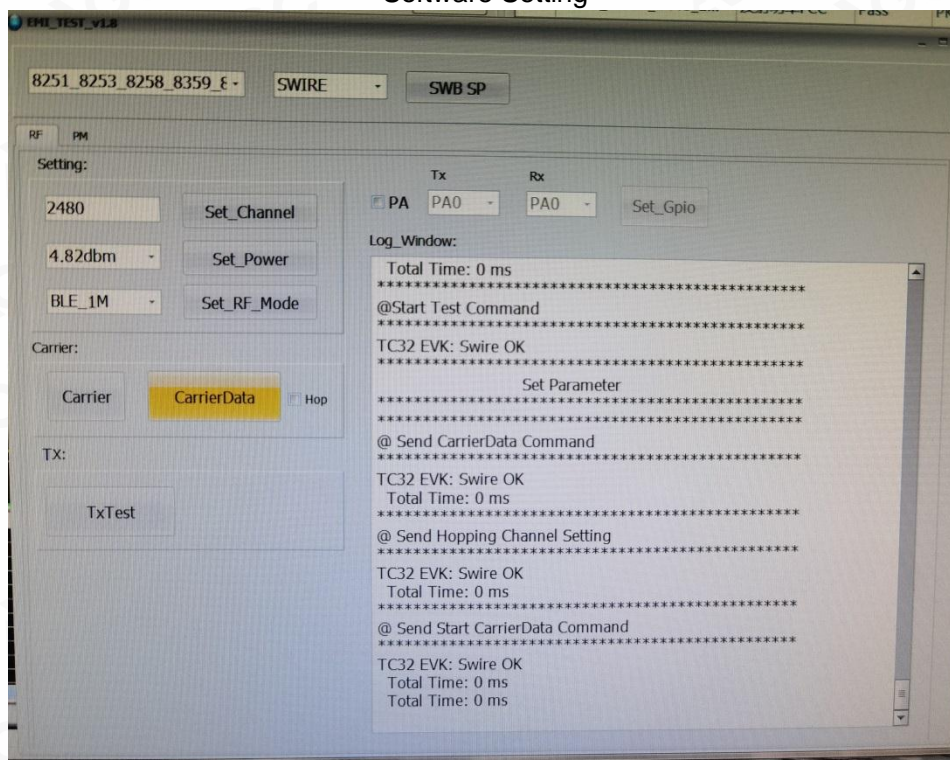 Software Setting
Pass
EMI_TEST_v1.8
8251_8253_8258_8359_8 SWIRE SWB SP
RF PM
Setting:
Tx Rx
2480 Set_Channel PA PA0 PA0 Set_Gpio
4.82dbm Set_Power
BLE_1M Set_RF_Mode
Carrier:
Carrier CarrierData Hop
TX:
TxTest
Log_Window:
Total Time: 0 ms
**************************************************
@Start Test Command
**************************************************
TC32 EVK: Swire OK
**************************************************
Set Parameter
**************************************************
**************************************************
@ Send CarrierData Command
**************************************************
TC32 EVK: Swire OK
Total Time: 0 ms
**************************************************
@ Send Hopping Channel Setting
**************************************************
TC32 EVK: Swire OK
Total Time: 0 ms
**************************************************
@ Send Start CarrierData Command
**************************************************
TC32 EVK: Swire OK
Total Time: 0 ms
Total Time: 0 ms